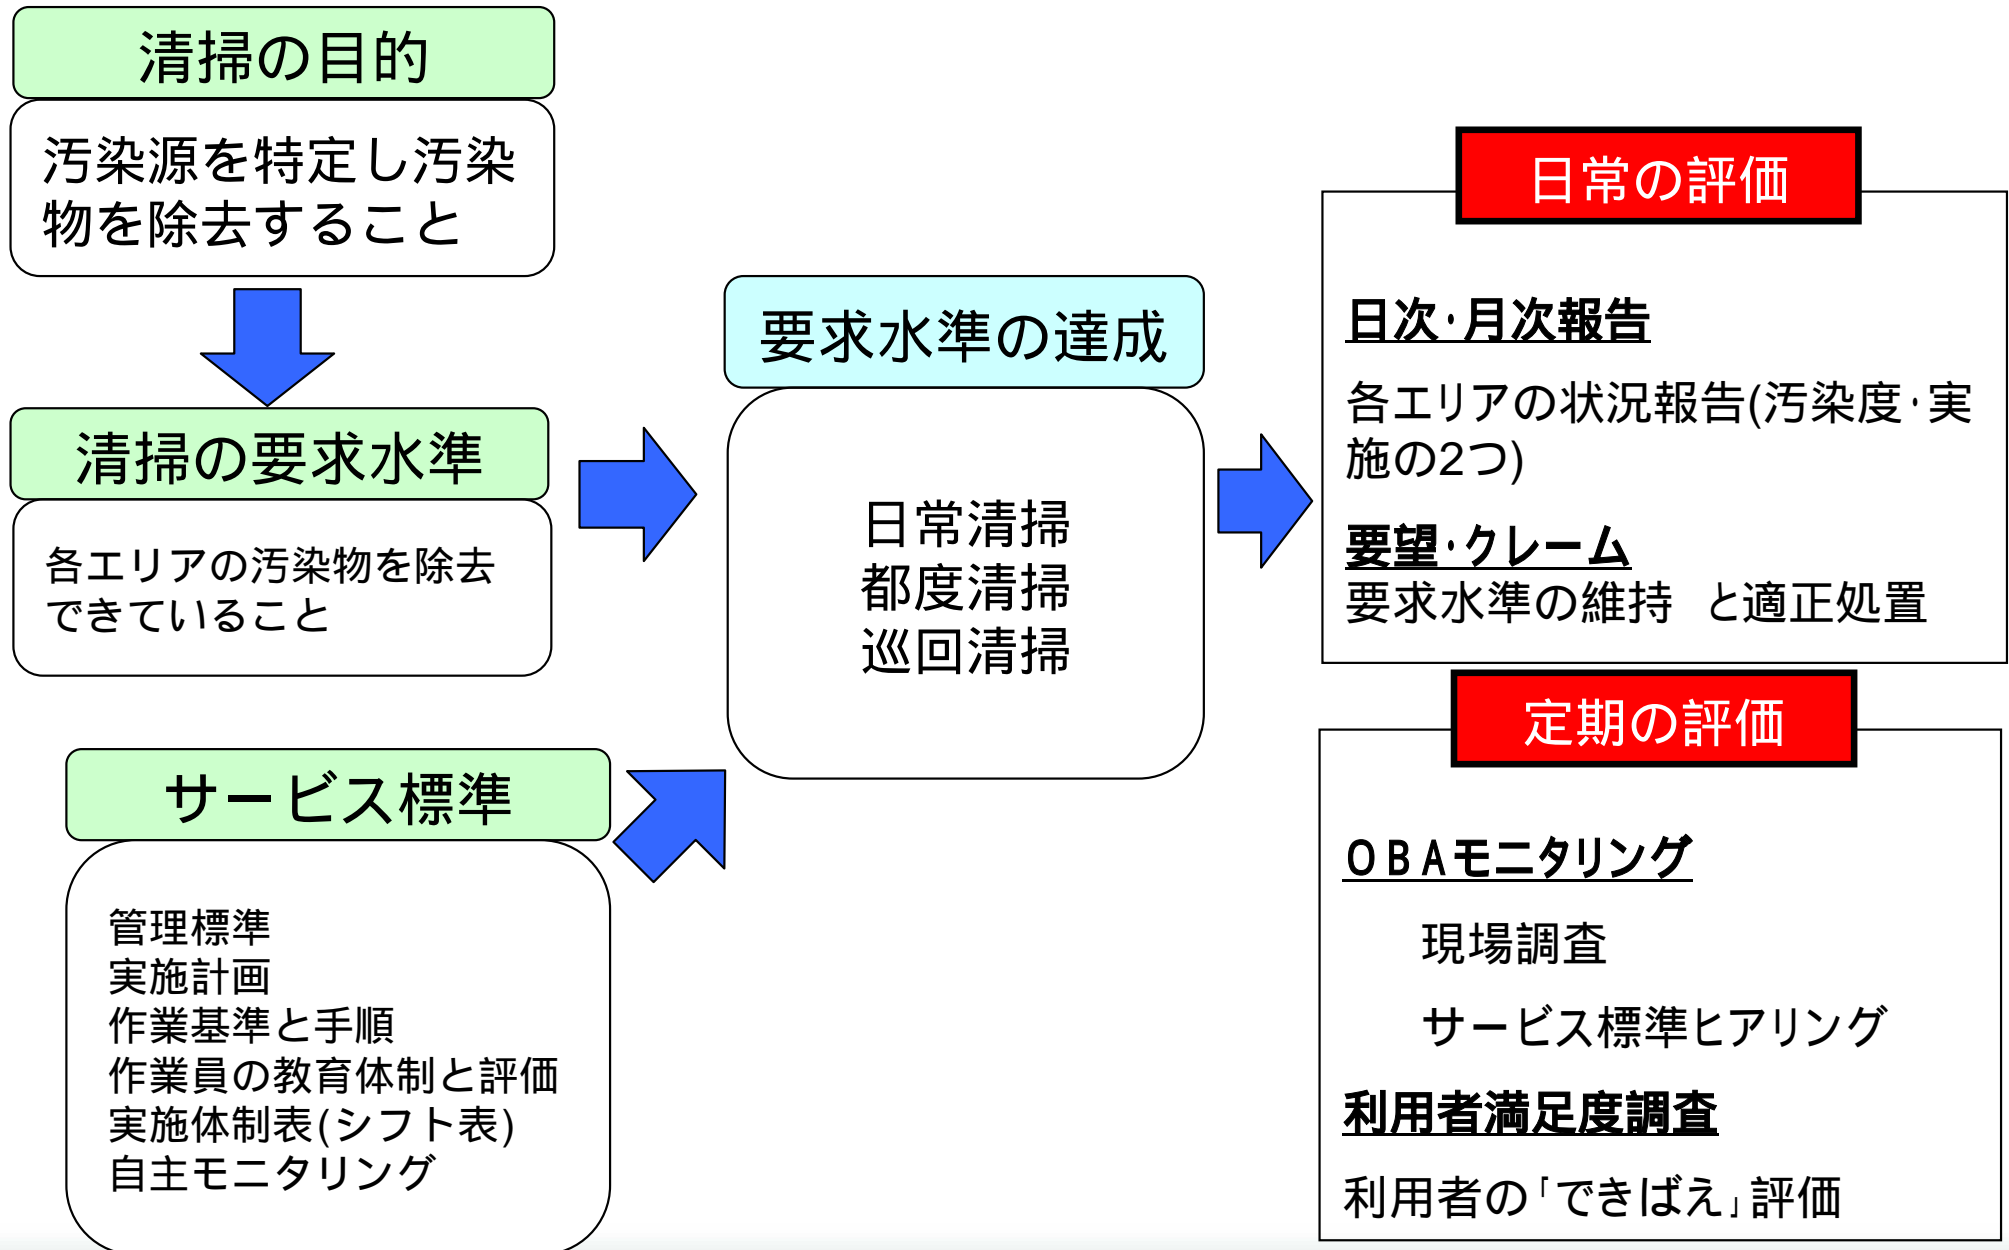 清掃の目的
汚染源を特定し汚染
物を除去すること
清掃の要求水準
各エリアの汚染物を除去
できていること
サービス標準
管理標準
実施計画
作業基準と手順
作業員の教育体制と評価
実施体制表(シフト表)
自主モニタリング
要求水準の達成
日常清掃
都度清掃
巡回清掃
日常の評価
日次･月次報告
各エリアの状況報告(汚染度･実
施の2つ)
要望･クレーム
要求水準の維持　と適正処置
定期の評価
ＯＢＡモニタリング
現場調査
サービス標準ヒアリング
利用者満足度調査
利用者の｢できばえ｣評価